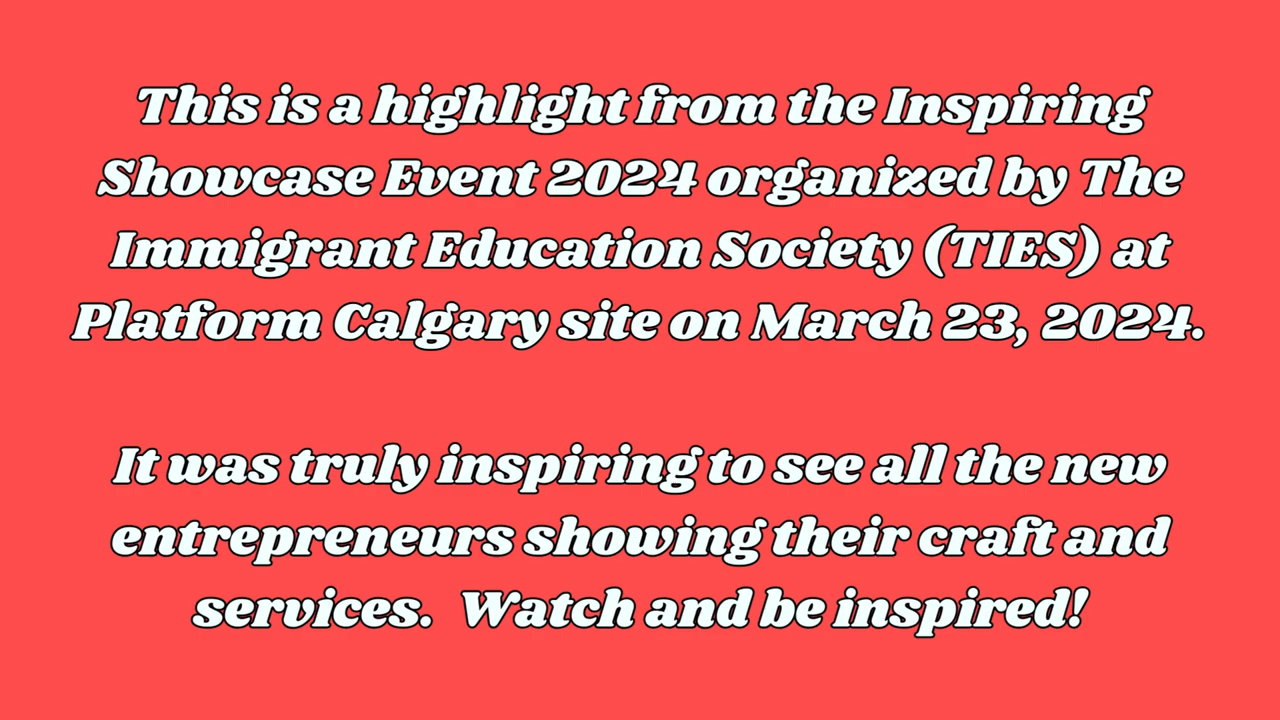 This is a highlight from the Inspiring
Showcase Event 2024 organized by The
Immigrant Education Society (TIES) at
Platform Calgary site on March 23, 2024.
It was truly inspiring to see all the new
entrepreneurs showing their craft and
services.  Watch and be inspired!